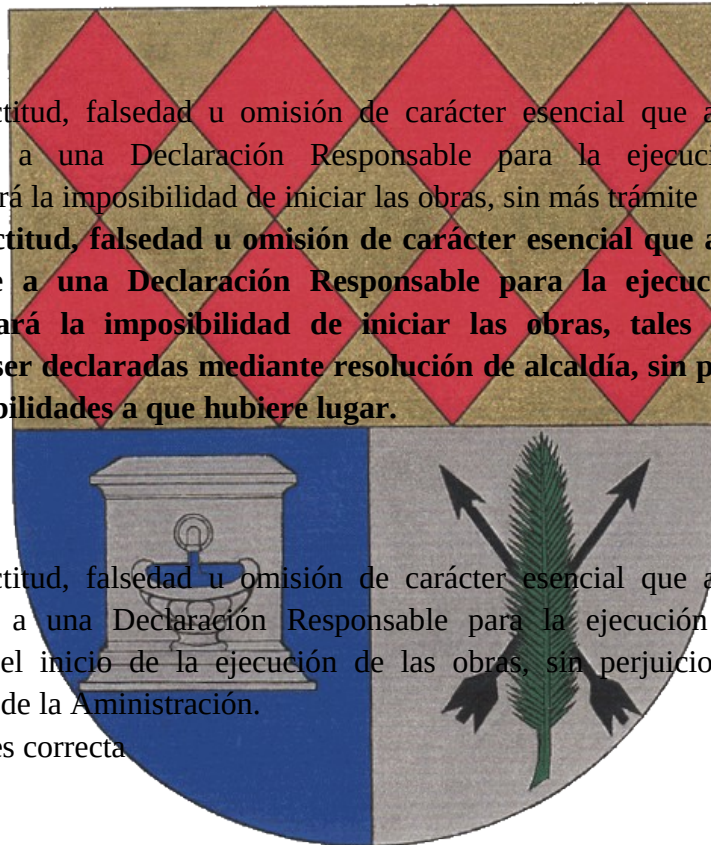 ctitud, falsedad u omisión de carácter esencial que a
a una Declaración Responsable para la ejecuci
rá la imposibilidad de iniciar las obras, sin más trámite
ctitud, falsedad u omisión de carácter esencial que a
e a una Declaración Responsable para la ejecuc
ará la imposibilidad de iniciar las obras, tales
ser declaradas mediante resolución de alcaldía, sin p
bilidades a que hubiere lugar.
ctitud, falsedad u omisión de carácter esencial que a
a una Declaración Responsable para la ejecución
el inicio de la ejecución de las obras, sin perjuicio
de la Aministración.
es correcta